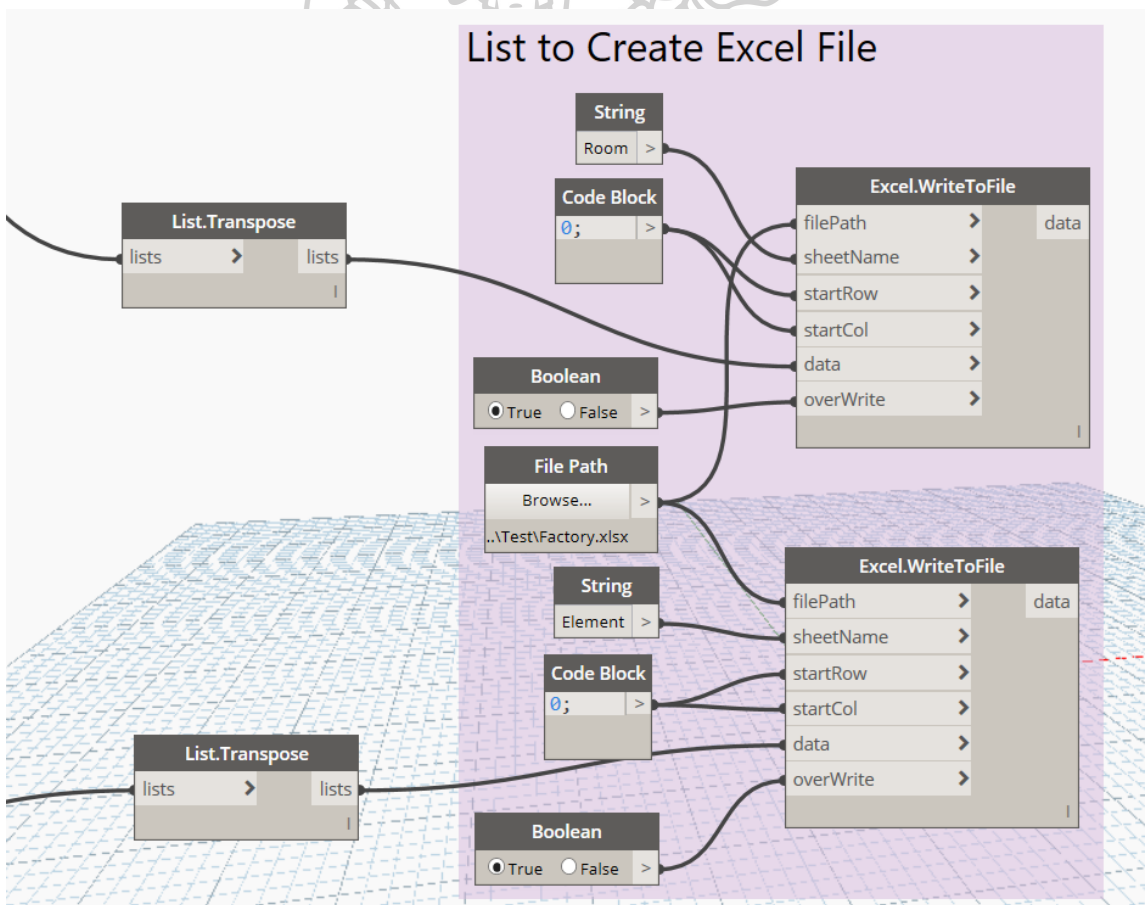 List to Create Excel File
String
Room >
Code Block
0; >
Excel.WriteToFile
filePath > data
sheetName >
startRow >
startCol >
data >
overWrite >
l
List.Transpose
lists > lists
l
Boolean
True False >
File Path
Browse... >
..\Test\Factory.xlsx
Excel.WriteToFile
filePath > data
sheetName >
startRow >
startCol >
data >
overWrite >
l
String
Element >
Code Block
0; >
List.Transpose
lists > lists
l
Boolean
True False >